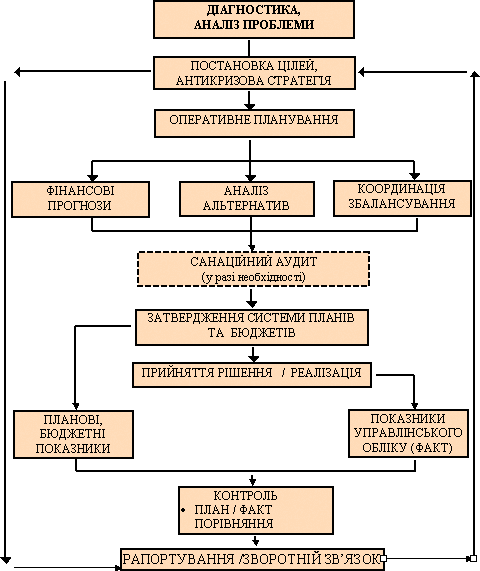 ДІАГНОСТИКА,
АНАЛІЗ ПРОБЛЕМИ
ПОСТАНОВКА ЦІЛЕЙ,
АНТИКРИЗОВА СТРАТЕГІЯ
ОПЕРАТИВНЕ ПЛАНУВАННЯ
ФІНАНСОВІ
ПРОГНОЗИ
АНАЛІЗ
АЛЬТЕРНАТИВ
КООРДИНАЦІЯ
ЗБАЛАНСУВАННЯ
САНАЦІЙНИЙ АУДИТ
(у разі необхідності)
ЗАТВЕРДЖЕННЯ СИСТЕМИ ПЛАНІВ
ТА БЮДЖЕТІВ
ПРИЙНЯТТЯ РІШЕННЯ / РЕАЛІЗАЦІЯ
ПЛАНОВІ,
БЮДЖЕТНІ
ПОКАЗНИКИ
ПОКАЗНИКИ
УПРАВЛІНСЬКОГО
ОБЛІКУ (ФАКТ)
КОНТРОЛЬ
• ПЛАН / ФАКТ
ПОРІВНЯННЯ
РАПОРТУВАННЯ /ЗВОРОТНІЙ ЗВ’ЯЗОК